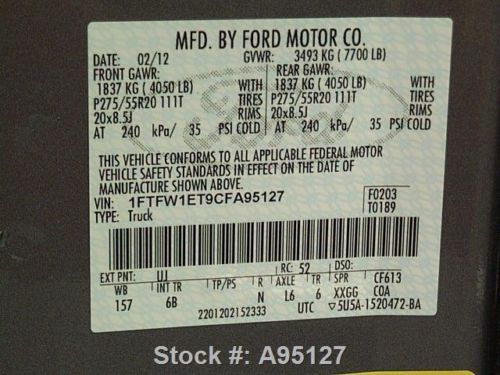 MFD. BY FORD MOTOR CO.
DATE: 02/12 GVWR: 3493 KG ( 7700 LB)
FRONT GAWR: REAR GAWR:
1837 KG ( 4050 LB) WITH 1837 KG ( 4050 LB) WITH
P275/55R20 111T TIRES P275/55R20 111T TIRES
20x8.5J RIMS 20x8.5J RIMS
AT 240 kPa/ 35 PSI COLD AT 240 kPa/ 35 PSI COLD
THIS VEHICLE CONFORMS TO ALL APPLICABLE FEDERAL MOTOR
VEHICLE SAFETY STANDARDS IN EFFECT ON THE DATE OF
MANUFACTURE SHOWN ABOVE.
VIN: 1FTFW1ET9CFA95127 F0203
TYPE: Truck T0189
EXT PNT: UJ RC: 52 DSO:
WB INT TR TP/PS R AXLE TR SPR CF613
157 6B N L6 6 XXGG COA
2201202152333 UTC ▽5U5A-1520472-BA
Stock #: A95127